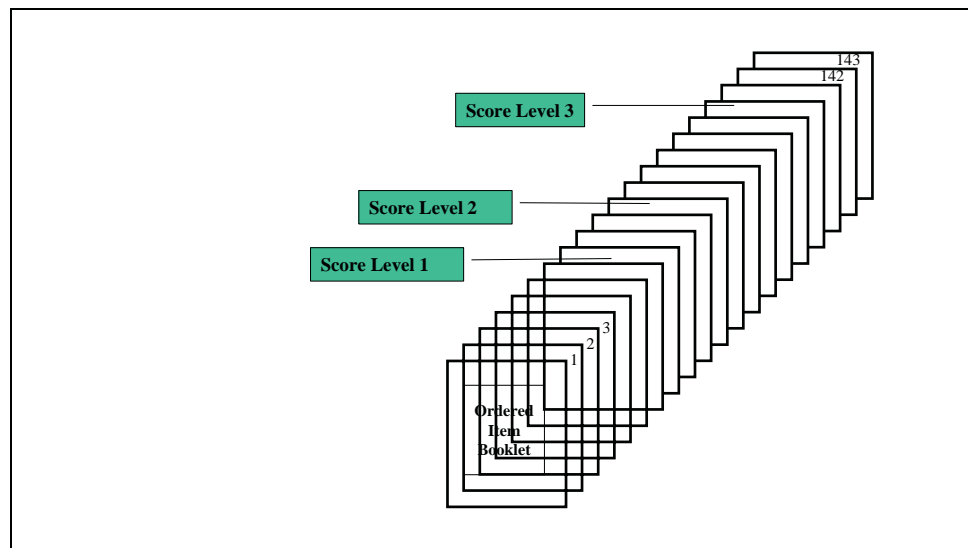 143
142
Score Level 3
Score Level 2
Score Level 1
3
2
1
Ordered
Item
Booklet